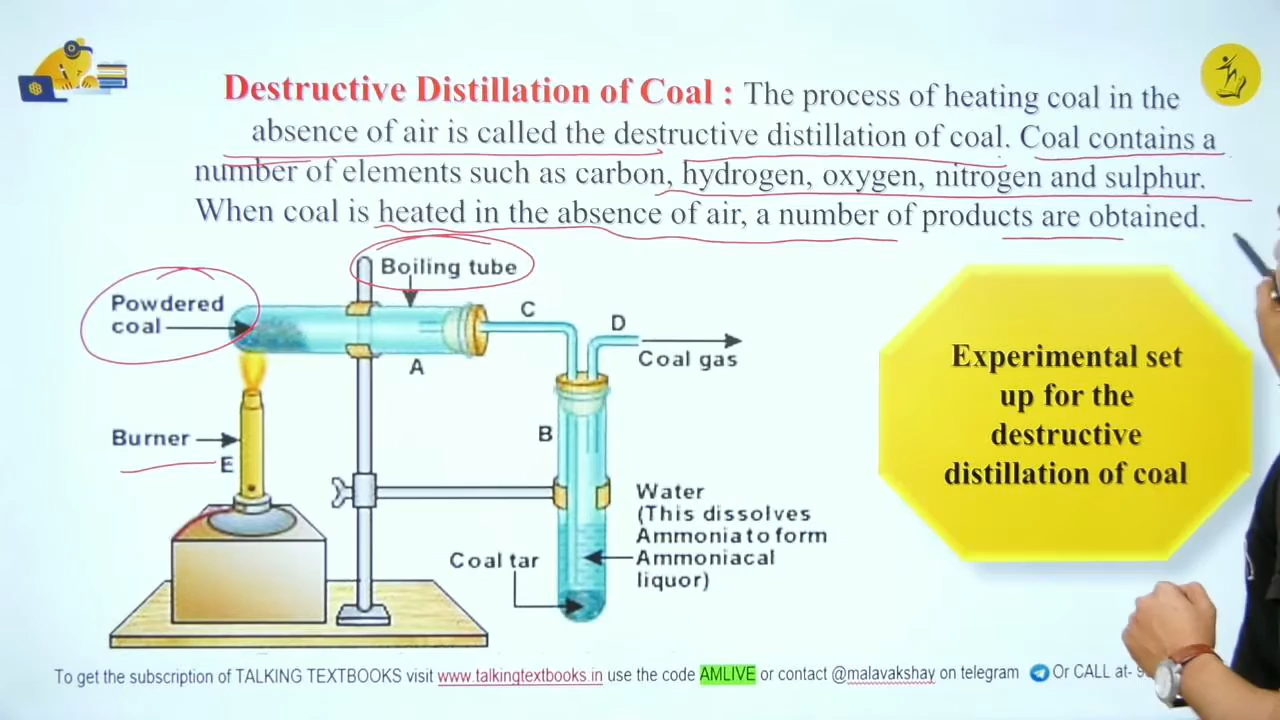 Destructive Distillation of Coal : The process of heating coal in the
absence of air is called the destructive distillation of coal. Coal contains a
number of elements such as carbon, hydrogen, oxygen, nitrogen and sulphur.
When coal is heated in the absence of air, a number of products are obtained.
Boiling tube
Powdered
coal
C
D
Coal gas
A
Burner
E
B
Water
(This dissolves
Ammonia to form
Ammoniacal
liquor)
Coal tar
Experimental set
up for the
destructive
distillation of coal
To get the subscription of TALKING TEXTBOOKS visit www.talkingtextbooks.in use the code AMLIVE or contact @malavakshay on telegram Or CALL at-